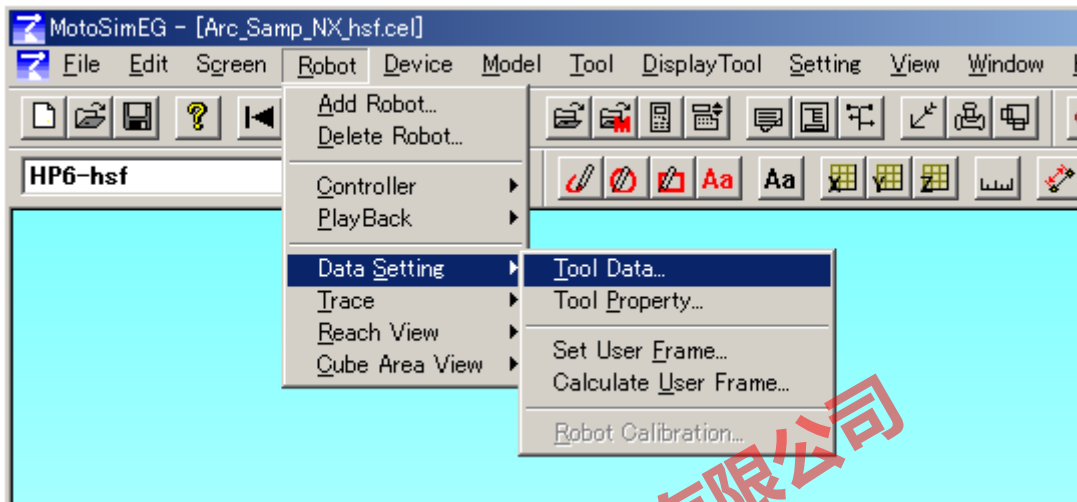 MotoSimEG - [Arc_Samp_NX_hsf.cel]
File Edit Screen Robot Device Model Tool DisplayTool Setting View Window
Add Robot...
Delete Robot...
HP6-hsf
Aa Aa
Controller
PlayBack
Data Setting
Trace
Reach View
Cube Area View
Tool Data...
Tool Property...
Set User Frame...
Calculate User Frame...
Robot Calibration...
有限公司